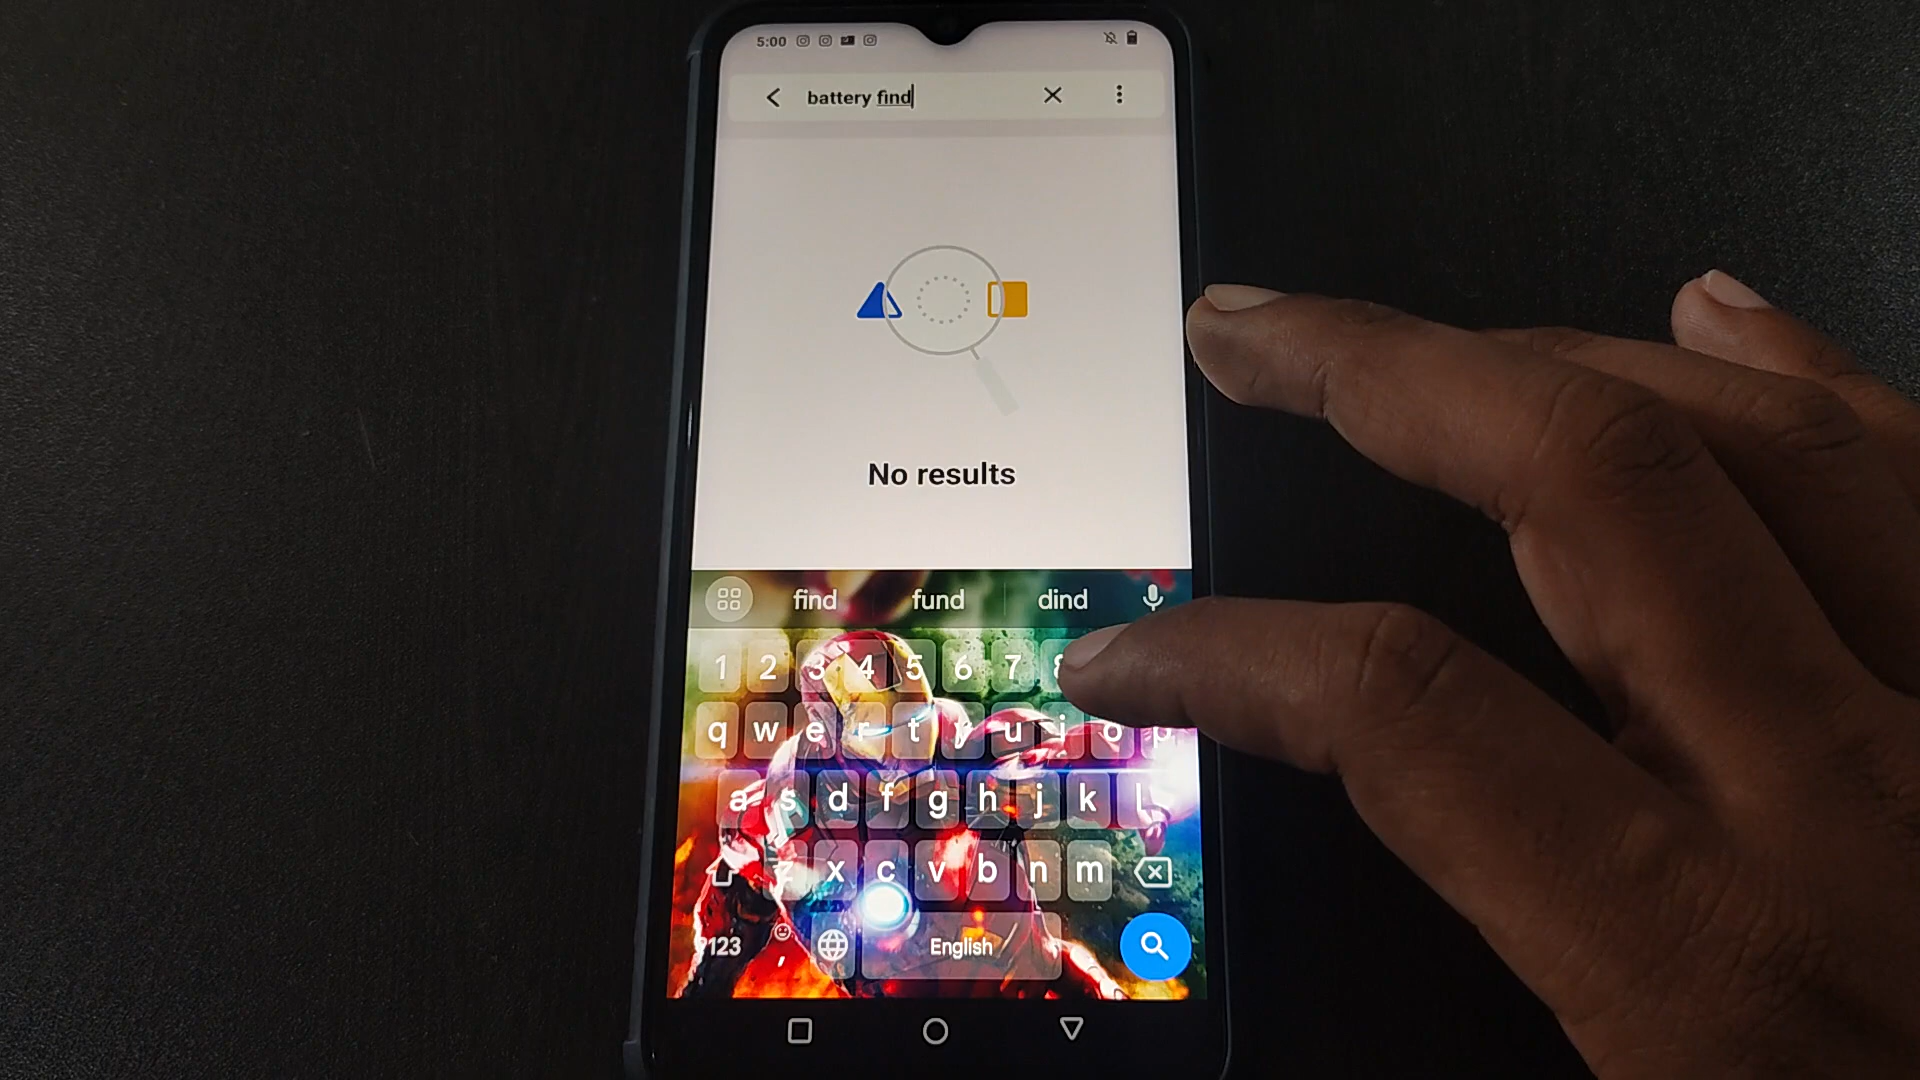 5:00
battery find
No results
find fund dind
1 2 3 4 5 6 7 8
q w e r t y u i o p
a s d f g h j k l
z x c v b n m
?123 , English